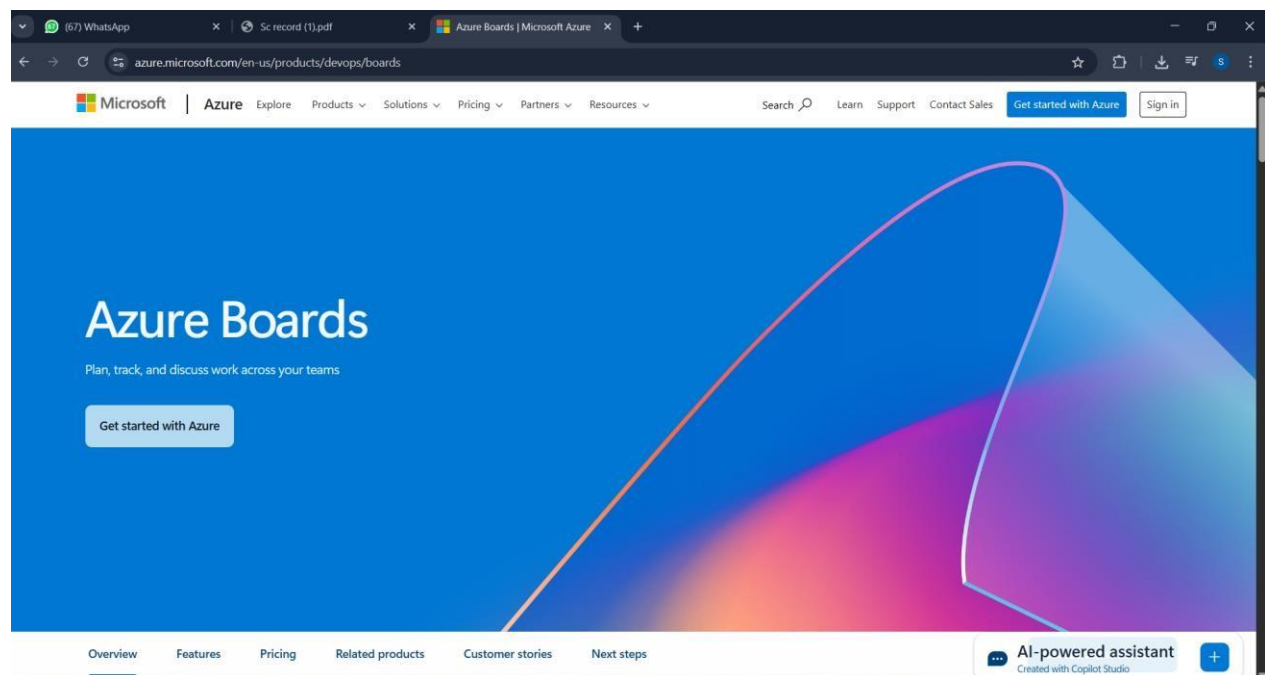 (67) WhatsApp
Sc record (1).pdf
Azure Boards | Microsoft Azure
azure.microsoft.com/en-us/products/devops/boards
S
Microsoft | Azure Explore Products Solutions Pricing Partners Resources Search Learn Support Contact Sales Get started with Azure Sign in
Azure Boards
Plan, track, and discuss work across your teams
Get started with Azure
Overview Features Pricing Related products Customer stories Next steps
AI-powered assistant
Created with Copilot Studio